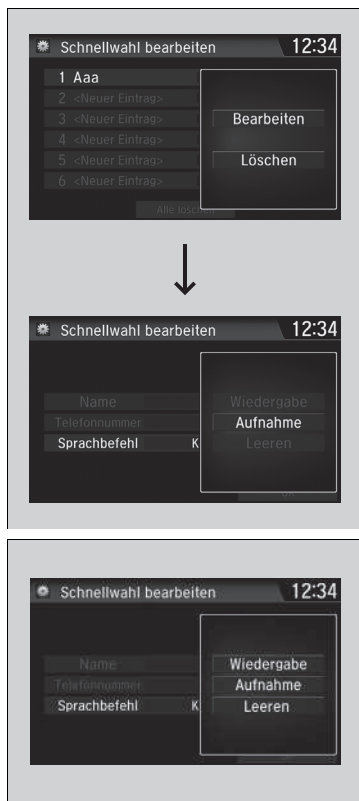 Schnellwahl bearbeiten 12:34
1 Aaa
2 <Neuer Eintrag>
3 <Neuer Eintrag>
4 <Neuer Eintrag>
5 <Neuer Eintrag>
6 <Neuer Eintrag>
Bearbeiten
Löschen
Alle löschen
Schnellwahl bearbeiten 12:34
Name
Telefonnummer
Sprachbefehl K
Wiedergabe
Aufnahme
Leeren
Schnellwahl bearbeiten 12:34
Name
Telefonnummer
Sprachbefehl K
Wiedergabe
Aufnahme
Leeren